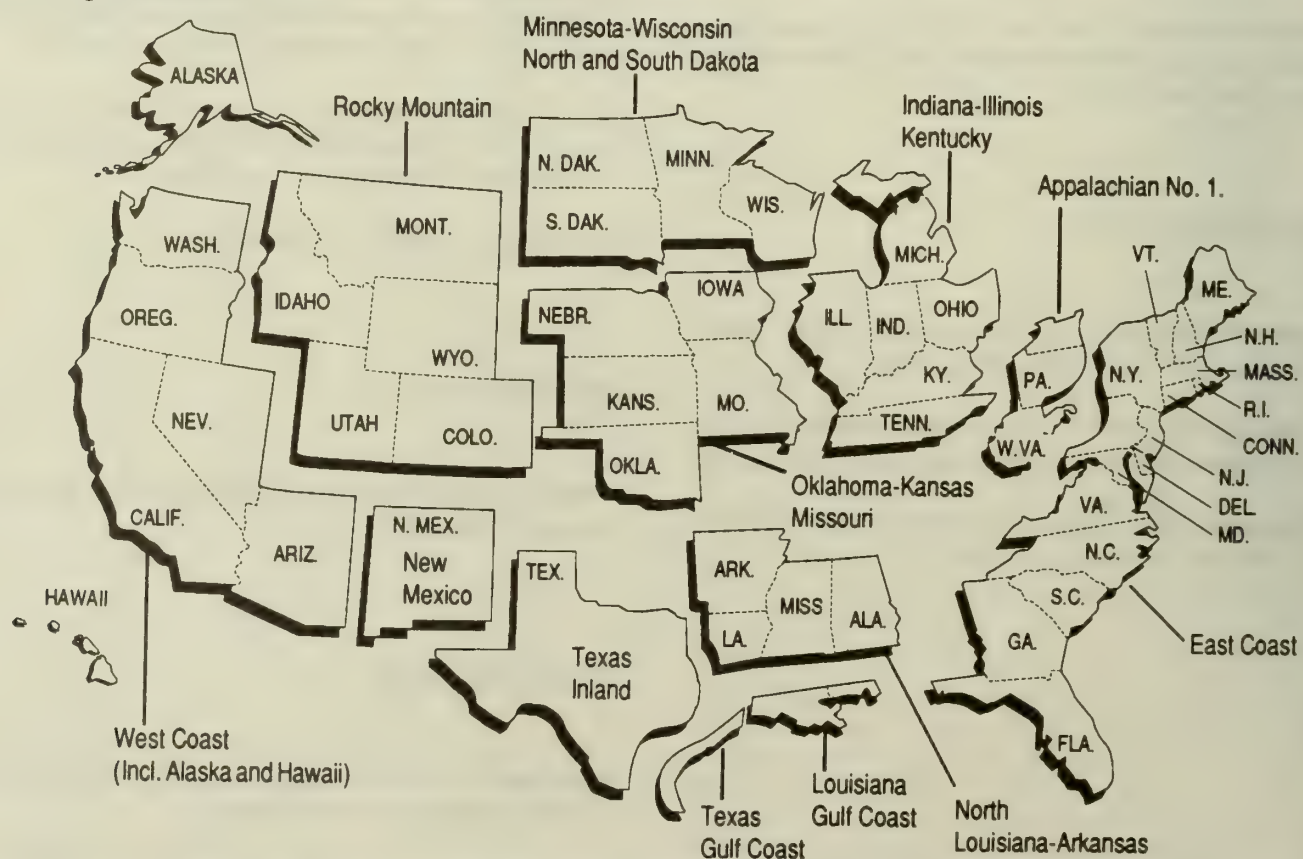 Minnesota-Wisconsin
North and South Dakota
ALASKA
Rocky Mountain
Indiana-Illinois
Kentucky
Appalachian No. 1.
N. DAK.
MINN.
S. DAK.
WIS.
WASH.
MONT.
MICH.
VT.
ME.
OREG.
IDAHO
WYO.
NEBR.
IOWA
ILL.
IND.
OHIO
PA.
N.Y.
N.H.
MASS.
R.I.
CONN.
NEV.
UTAH
COLO.
KANS.
MO.
KY.
TENN.
W.VA.
N.J.
DEL.
MD.
OKLA.
Oklahoma-Kansas
Missouri
VA.
N.C.
CALIF.
ARIZ.
N. MEX.
New
Mexico
TEX.
ARK.
MISS
ALA.
LA.
S.C.
GA.
East Coast
HAWAII
Texas
Inland
FLA.
West Coast
(Incl. Alaska and Hawaii)
Texas
Gulf Coast
Louisiana
Gulf Coast
North
Louisiana-Arkansas